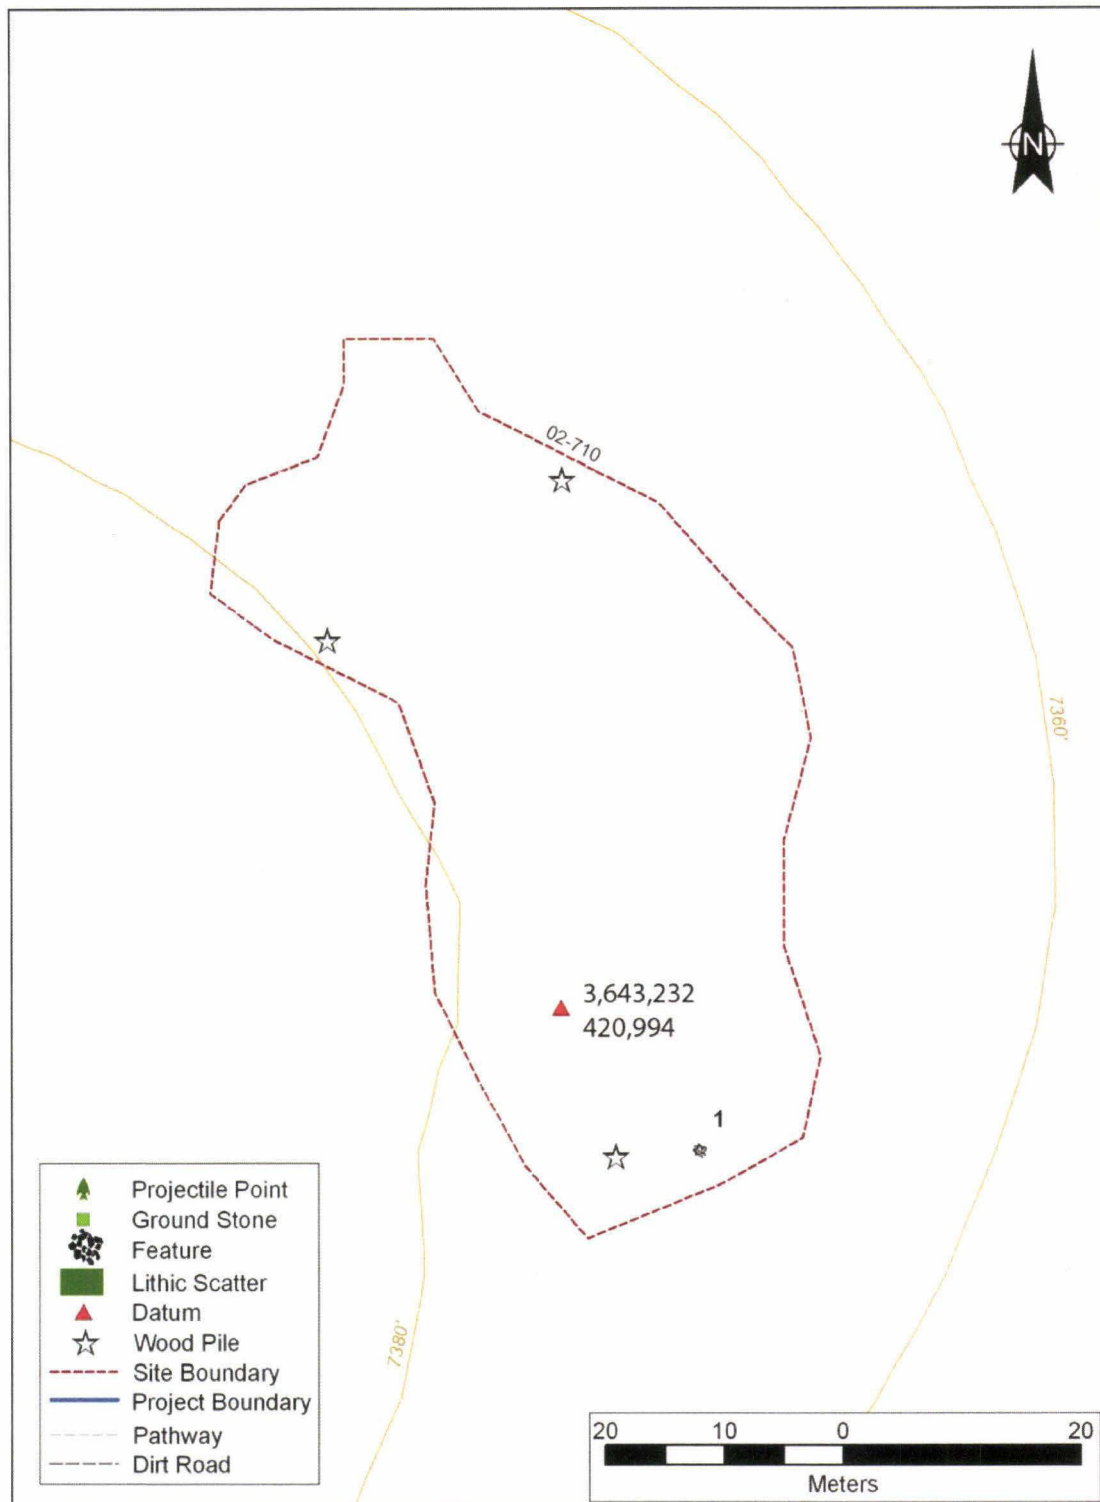 N
02-710
7360'
3,643,232
420,994
1
7380'
Projectile Point
Ground Stone
Feature
Lithic Scatter
Datum
Wood Pile
Site Boundary
Project Boundary
Pathway
Dirt Road
20 10 0 20
Meters